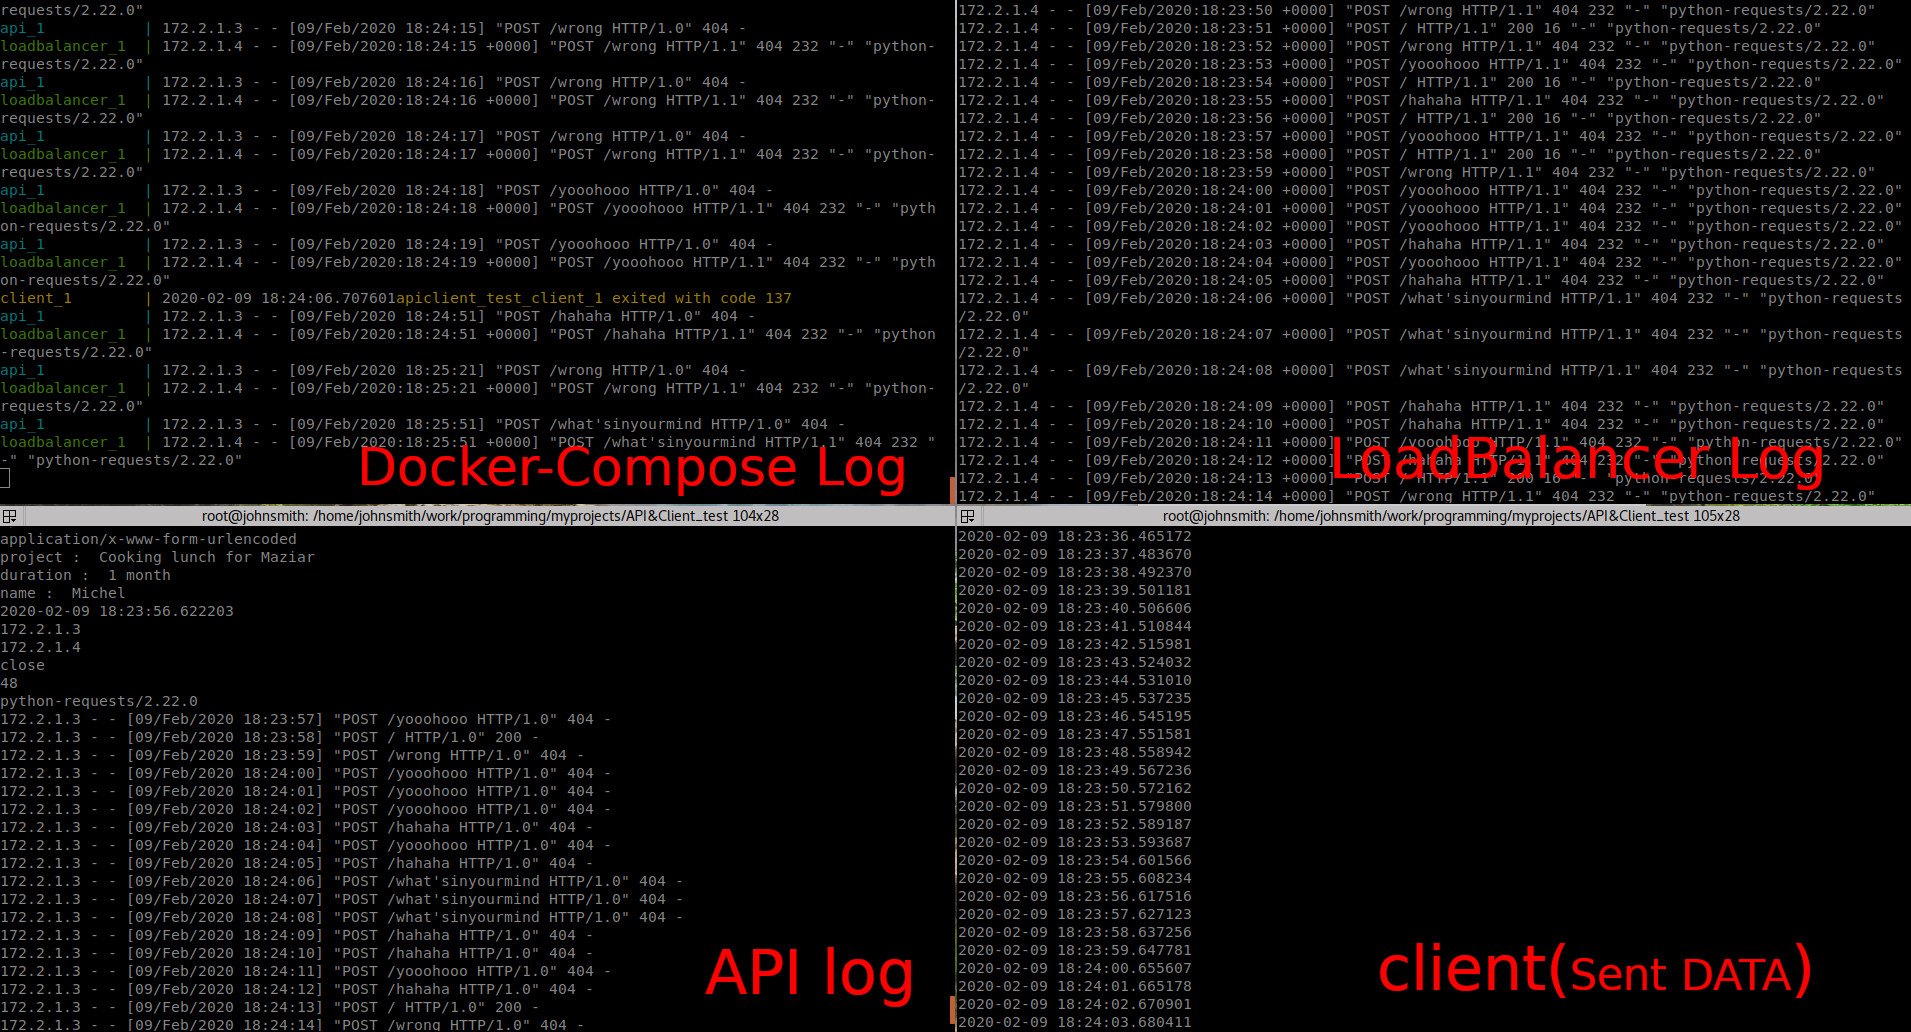 requests/2.22.0"
api_1           | 172.2.1.3 - - [09/Feb/2020 18:24:15] "POST /wrong HTTP/1.0" 404 -
loadbalancer_1  | 172.2.1.4 - - [09/Feb/2020:18:24:15 +0000] "POST /wrong HTTP/1.1" 404 232 "-" "python-
requests/2.22.0"
api_1           | 172.2.1.3 - - [09/Feb/2020 18:24:16] "POST /wrong HTTP/1.0" 404 -
loadbalancer_1  | 172.2.1.4 - - [09/Feb/2020:18:24:16 +0000] "POST /wrong HTTP/1.1" 404 232 "-" "python-
requests/2.22.0"
api_1           | 172.2.1.3 - - [09/Feb/2020 18:24:17] "POST /wrong HTTP/1.0" 404 -
loadbalancer_1  | 172.2.1.4 - - [09/Feb/2020:18:24:17 +0000] "POST /wrong HTTP/1.1" 404 232 "-" "python-
requests/2.22.0"
api_1           | 172.2.1.3 - - [09/Feb/2020 18:24:18] "POST /yooohooo HTTP/1.0" 404 -
loadbalancer_1  | 172.2.1.4 - - [09/Feb/2020:18:24:18 +0000] "POST /yooohooo HTTP/1.1" 404 232 "-" "pyth
on-requests/2.22.0"
api_1           | 172.2.1.3 - - [09/Feb/2020 18:24:19] "POST /yooohooo HTTP/1.0" 404 -
loadbalancer_1  | 172.2.1.4 - - [09/Feb/2020:18:24:19 +0000] "POST /yooohooo HTTP/1.1" 404 232 "-" "pyth
on-requests/2.22.0"
client_1        | 2020-02-09 18:24:06.707601apiclient_test_client_1 exited with code 137
api_1           | 172.2.1.3 - - [09/Feb/2020 18:24:51] "POST /hahaha HTTP/1.0" 404 -
loadbalancer_1  | 172.2.1.4 - - [09/Feb/2020:18:24:51 +0000] "POST /hahaha HTTP/1.1" 404 232 "-" "python
-requests/2.22.0"
api_1           | 172.2.1.3 - - [09/Feb/2020 18:25:21] "POST /wrong HTTP/1.0" 404 -
loadbalancer_1  | 172.2.1.4 - - [09/Feb/2020:18:25:21 +0000] "POST /wrong HTTP/1.1" 404 232 "-" "python-
requests/2.22.0"
api_1           | 172.2.1.3 - - [09/Feb/2020 18:25:51] "POST /what'sinyourmind HTTP/1.0" 404 -
loadbalancer_1  | 172.2.1.4 - - [09/Feb/2020:18:25:51 +0000] "POST /what'sinyourmind HTTP/1.1" 404 232 "
-" "python-requests/2.22.0"
Docker-Compose Log
172.2.1.4 - - [09/Feb/2020:18:23:50 +0000] "POST /wrong HTTP/1.1" 404 232 "-" "python-requests/2.22.0"
172.2.1.4 - - [09/Feb/2020:18:23:51 +0000] "POST / HTTP/1.1" 200 16 "-" "python-requests/2.22.0"
172.2.1.4 - - [09/Feb/2020:18:23:52 +0000] "POST /wrong HTTP/1.1" 404 232 "-" "python-requests/2.22.0"
172.2.1.4 - - [09/Feb/2020:18:23:53 +0000] "POST /yooohooo HTTP/1.1" 404 232 "-" "python-requests/2.22.0"
172.2.1.4 - - [09/Feb/2020:18:23:54 +0000] "POST / HTTP/1.1" 200 16 "-" "python-requests/2.22.0"
172.2.1.4 - - [09/Feb/2020:18:23:55 +0000] "POST /hahaha HTTP/1.1" 404 232 "-" "python-requests/2.22.0"
172.2.1.4 - - [09/Feb/2020:18:23:56 +0000] "POST / HTTP/1.1" 200 16 "-" "python-requests/2.22.0"
172.2.1.4 - - [09/Feb/2020:18:23:57 +0000] "POST /yooohooo HTTP/1.1" 404 232 "-" "python-requests/2.22.0"
172.2.1.4 - - [09/Feb/2020:18:23:58 +0000] "POST / HTTP/1.1" 200 16 "-" "python-requests/2.22.0"
172.2.1.4 - - [09/Feb/2020:18:23:59 +0000] "POST /wrong HTTP/1.1" 404 232 "-" "python-requests/2.22.0"
172.2.1.4 - - [09/Feb/2020:18:24:00 +0000] "POST /yooohooo HTTP/1.1" 404 232 "-" "python-requests/2.22.0"
172.2.1.4 - - [09/Feb/2020:18:24:01 +0000] "POST /yooohooo HTTP/1.1" 404 232 "-" "python-requests/2.22.0"
172.2.1.4 - - [09/Feb/2020:18:24:02 +0000] "POST /yooohooo HTTP/1.1" 404 232 "-" "python-requests/2.22.0"
172.2.1.4 - - [09/Feb/2020:18:24:03 +0000] "POST /hahaha HTTP/1.1" 404 232 "-" "python-requests/2.22.0"
172.2.1.4 - - [09/Feb/2020:18:24:04 +0000] "POST /yooohooo HTTP/1.1" 404 232 "-" "python-requests/2.22.0"
172.2.1.4 - - [09/Feb/2020:18:24:05 +0000] "POST /hahaha HTTP/1.1" 404 232 "-" "python-requests/2.22.0"
172.2.1.4 - - [09/Feb/2020:18:24:06 +0000] "POST /what'sinyourmind HTTP/1.1" 404 232 "-" "python-requests
/2.22.0"
172.2.1.4 - - [09/Feb/2020:18:24:07 +0000] "POST /what'sinyourmind HTTP/1.1" 404 232 "-" "python-requests
/2.22.0"
172.2.1.4 - - [09/Feb/2020:18:24:08 +0000] "POST /what'sinyourmind HTTP/1.1" 404 232 "-" "python-requests
/2.22.0"
172.2.1.4 - - [09/Feb/2020:18:24:09 +0000] "POST /hahaha HTTP/1.1" 404 232 "-" "python-requests/2.22.0"
172.2.1.4 - - [09/Feb/2020:18:24:10 +0000] "POST /hahaha HTTP/1.1" 404 232 "-" "python-requests/2.22.0"
172.2.1.4 - - [09/Feb/2020:18:24:11 +0000] "POST /yooohooo HTTP/1.1" 404 232 "-" "python-requests/2.22.0"
172.2.1.4 - - [09/Feb/2020:18:24:12 +0000] "POST /hahaha HTTP/1.1" 404 232 "-" "python-requests/2.22.0"
172.2.1.4 - - [09/Feb/2020:18:24:13 +0000] "POST / HTTP/1.1" 200 16 "-" "python-requests/2.22.0"
172.2.1.4 - - [09/Feb/2020:18:24:14 +0000] "POST /wrong HTTP/1.1" 404 232 "-" "python-requests/2.22.0"
LoadBalancer Log
root@johnsmith: /home/johnsmith/work/programming/myprojects/API&Client_test 104x28
application/x-www-form-urlencoded
project :  Cooking lunch for Maziar
duration :  1 month
name :  Michel
2020-02-09 18:23:56.622203
172.2.1.3
172.2.1.4
close
48
python-requests/2.22.0
172.2.1.3 - - [09/Feb/2020 18:23:57] "POST /yooohooo HTTP/1.0" 404 -
172.2.1.3 - - [09/Feb/2020 18:23:58] "POST / HTTP/1.0" 200 -
172.2.1.3 - - [09/Feb/2020 18:23:59] "POST /wrong HTTP/1.0" 404 -
172.2.1.3 - - [09/Feb/2020 18:24:00] "POST /yooohooo HTTP/1.0" 404 -
172.2.1.3 - - [09/Feb/2020 18:24:01] "POST /yooohooo HTTP/1.0" 404 -
172.2.1.3 - - [09/Feb/2020 18:24:02] "POST /yooohooo HTTP/1.0" 404 -
172.2.1.3 - - [09/Feb/2020 18:24:03] "POST /hahaha HTTP/1.0" 404 -
172.2.1.3 - - [09/Feb/2020 18:24:04] "POST /yooohooo HTTP/1.0" 404 -
172.2.1.3 - - [09/Feb/2020 18:24:05] "POST /hahaha HTTP/1.0" 404 -
172.2.1.3 - - [09/Feb/2020 18:24:06] "POST /what'sinyourmind HTTP/1.0" 404 -
172.2.1.3 - - [09/Feb/2020 18:24:07] "POST /what'sinyourmind HTTP/1.0" 404 -
172.2.1.3 - - [09/Feb/2020 18:24:08] "POST /what'sinyourmind HTTP/1.0" 404 -
172.2.1.3 - - [09/Feb/2020 18:24:09] "POST /hahaha HTTP/1.0" 404 -
172.2.1.3 - - [09/Feb/2020 18:24:10] "POST /hahaha HTTP/1.0" 404 -
172.2.1.3 - - [09/Feb/2020 18:24:11] "POST /yooohooo HTTP/1.0" 404 -
172.2.1.3 - - [09/Feb/2020 18:24:12] "POST /hahaha HTTP/1.0" 404 -
172.2.1.3 - - [09/Feb/2020 18:24:13] "POST / HTTP/1.0" 200 -
172.2.1.3 - - [09/Feb/2020 18:24:14] "POST /wrong HTTP/1.0" 404 -
API log
root@johnsmith: /home/johnsmith/work/programming/myprojects/API&Client_test 105x28
2020-02-09 18:23:36.465172
2020-02-09 18:23:37.483670
2020-02-09 18:23:38.492370
2020-02-09 18:23:39.501181
2020-02-09 18:23:40.506606
2020-02-09 18:23:41.510844
2020-02-09 18:23:42.515981
2020-02-09 18:23:43.524032
2020-02-09 18:23:44.531010
2020-02-09 18:23:45.537235
2020-02-09 18:23:46.545195
2020-02-09 18:23:47.551581
2020-02-09 18:23:48.558942
2020-02-09 18:23:49.567236
2020-02-09 18:23:50.572162
2020-02-09 18:23:51.579800
2020-02-09 18:23:52.589187
2020-02-09 18:23:53.593687
2020-02-09 18:23:54.601566
2020-02-09 18:23:55.608234
2020-02-09 18:23:56.617516
2020-02-09 18:23:57.627123
2020-02-09 18:23:58.637256
2020-02-09 18:23:59.647781
2020-02-09 18:24:00.655607
2020-02-09 18:24:01.665178
2020-02-09 18:24:02.670901
2020-02-09 18:24:03.680411
client(Sent DATA)